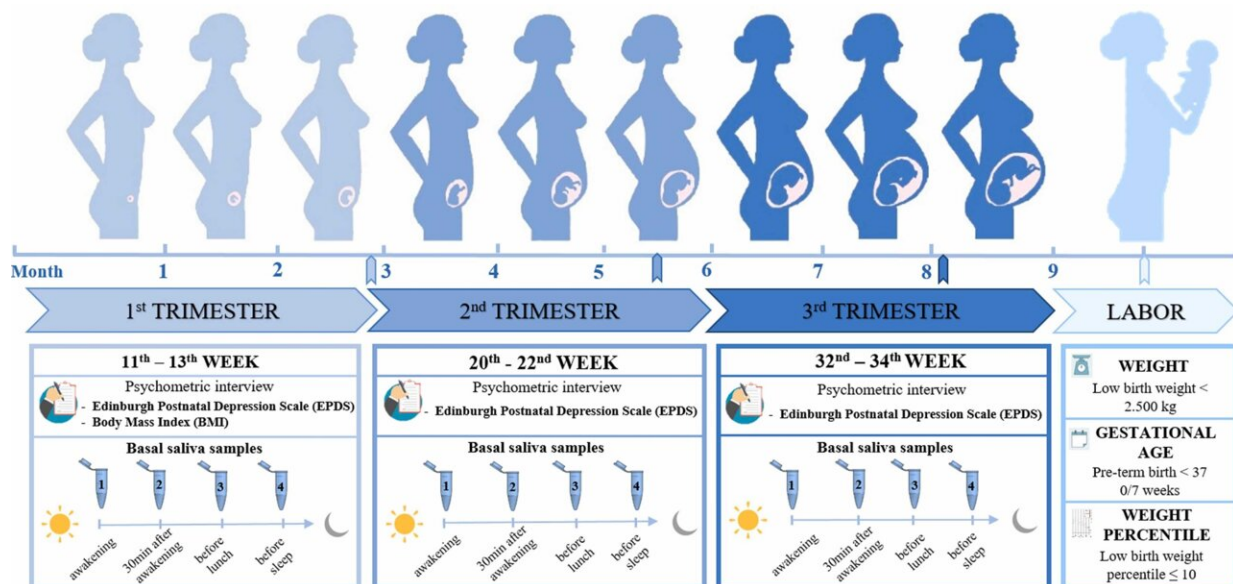 Month 1 2 3 4 5 6 7 8 9
1st TRIMESTER
2nd TRIMESTER
3rd TRIMESTER
LABOR
11th – 13th WEEK
Psychometric interview
- Edinburgh Postnatal Depression Scale (EPDS)
- Body Mass Index (BMI)
Basal saliva samples
1 2 3 4
awakening
30min after
awakening
before
lunch
before
sleep
20th - 22nd WEEK
Psychometric interview
- Edinburgh Postnatal Depression Scale (EPDS)
Basal saliva samples
1 2 3 4
awakening
30min after
awakening
before
lunch
before
sleep
32nd – 34th WEEK
Psychometric interview
- Edinburgh Postnatal Depression Scale (EPDS)
Basal saliva samples
1 2 3 4
awakening
30min after
awakening
before
lunch
before
sleep
WEIGHT
Low birth weight <
2.500 kg
GESTATIONAL
AGE
Pre-term birth < 37
0/7 weeks
WEIGHT
PERCENTILE
Low birth weight
percentile ≤ 10